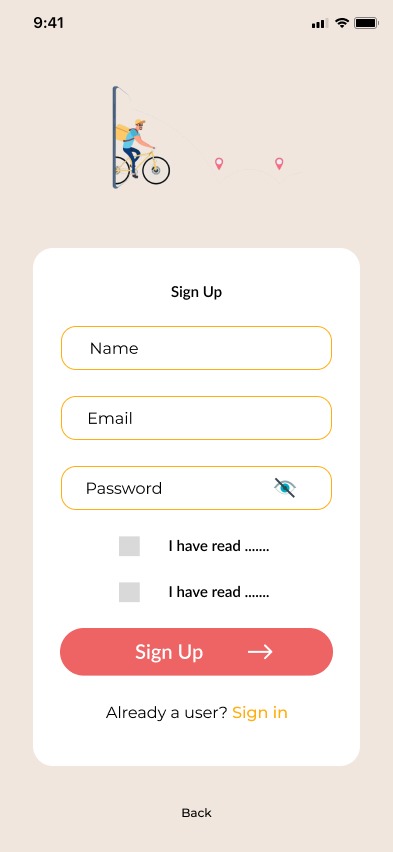 9:41
Sign Up
Name
Email
Password
I have read .......
I have read .......
Sign Up
Already a user? Sign in
Back